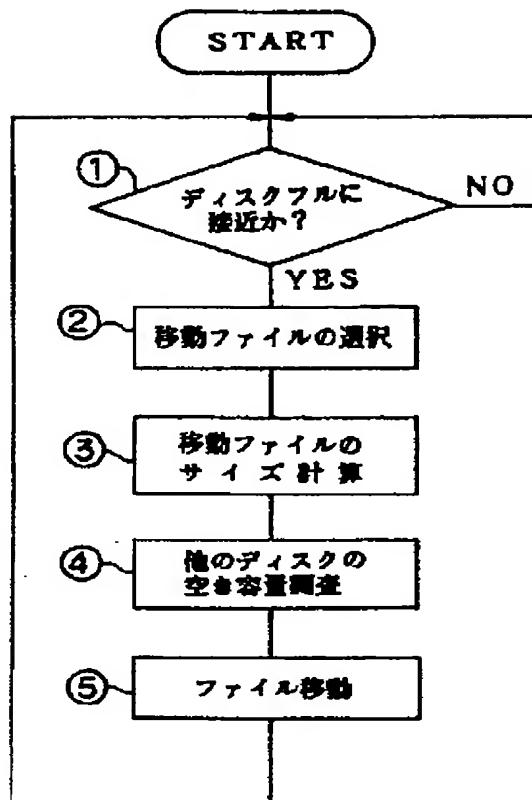 START
①
ディスクフルに
接近か？
NO
YES
②
移動ファイルの選択
③
移動ファイルの
サイズ計算
④
他のディスクの
空き容量調査
⑤
ファイル移動